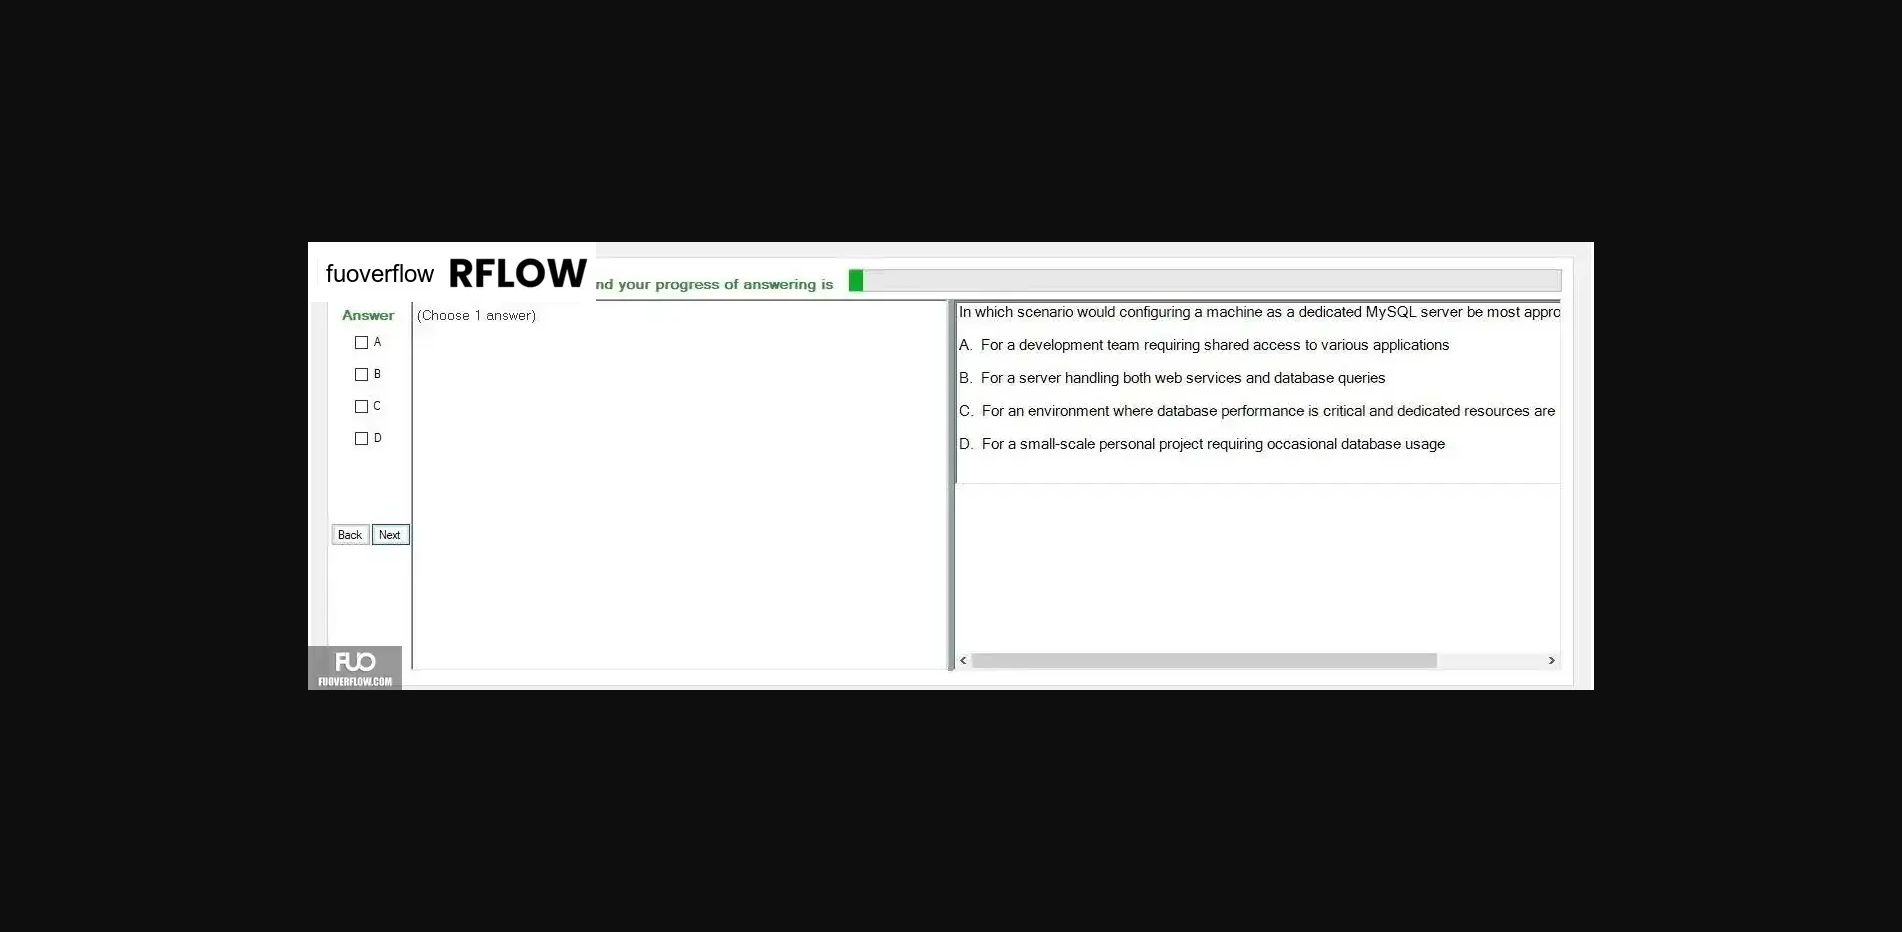 fuoverflow RFLOW
nd your progress of answering is
Answer
(Choose 1 answer)
A
B
C
D
Back Next
In which scenario would configuring a machine as a dedicated MySQL server be most appro
A. For a development team requiring shared access to various applications
B. For a server handling both web services and database queries
C. For an environment where database performance is critical and dedicated resources are
D. For a small-scale personal project requiring occasional database usage
FUO
FUOVERFLOW.COM